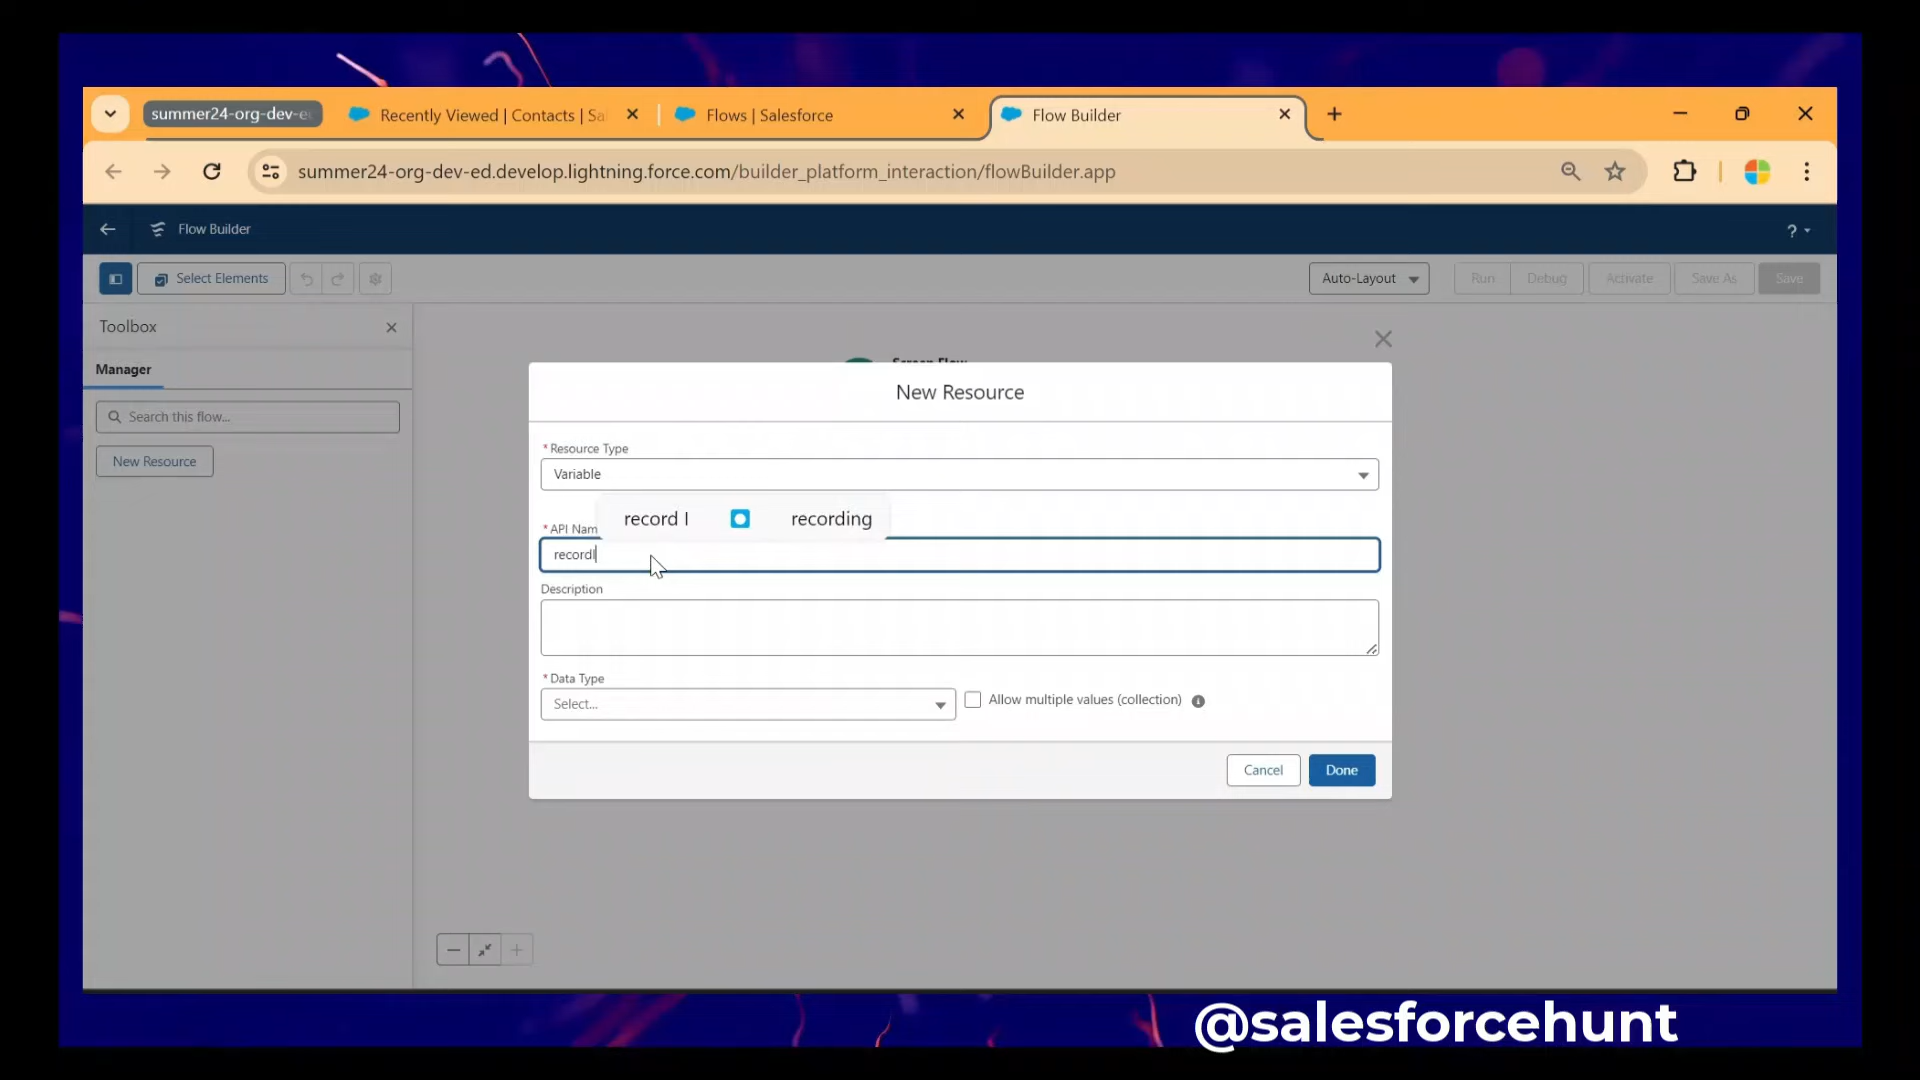 summer24-org-dev-e
Recently Viewed | Contacts | Sa
Flows | Salesforce
Flow Builder
summer24-org-dev-ed.develop.lightning.force.com/builder_platform_interaction/flowBuilder.app
Flow Builder
?
Select Elements
Auto-Layout
Run
Debug
Activate
Save As
Save
Toolbox
Manager
Search this flow...
New Resource
Screen Flow
New Resource
* Resource Type
Variable
record I
recording
* API Nam
recordI
Description
* Data Type
Select...
Allow multiple values (collection)
Cancel
Done
@salesforcehunt